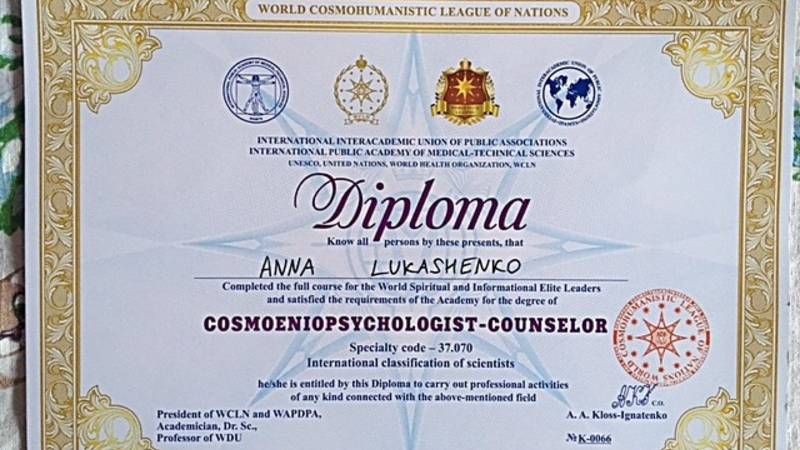 WORLD COSMOHUMANISTIC LEAGUE OF NATIONS
INTERNATIONAL INTERACADEMIC UNION OF PUBLIC ASSOCIATIONS
INTERNATIONAL PUBLIC ACADEMY OF MEDICAL-TECHNICAL SCIENCES
UNESCO, UNITED NATIONS, WORLD HEALTH ORGANIZATION, WCLN
Diploma
Know all persons by these presents, that
ANNA LUKASHENKO
Completed the full course for the World Spiritual and Informational Elite Leaders
and satisfied the requirements of the Academy for the degree of
COSMOENIOPSYCHOLOGIST-COUNSELOR
Specialty code – 37.070
International classification of scientists
he/she is entitled by this Diploma to carry out professional activities
of any kind connected with the above-mentioned field
WORLD COSMOHUMANISTIC LEAGUE OF NATIONS
President of WCLN and WAPDPA,
Academician, Dr. Sc.,
Professor of WDU
C.O.
A. A. Kloss-Ignatenko
№ K-0066